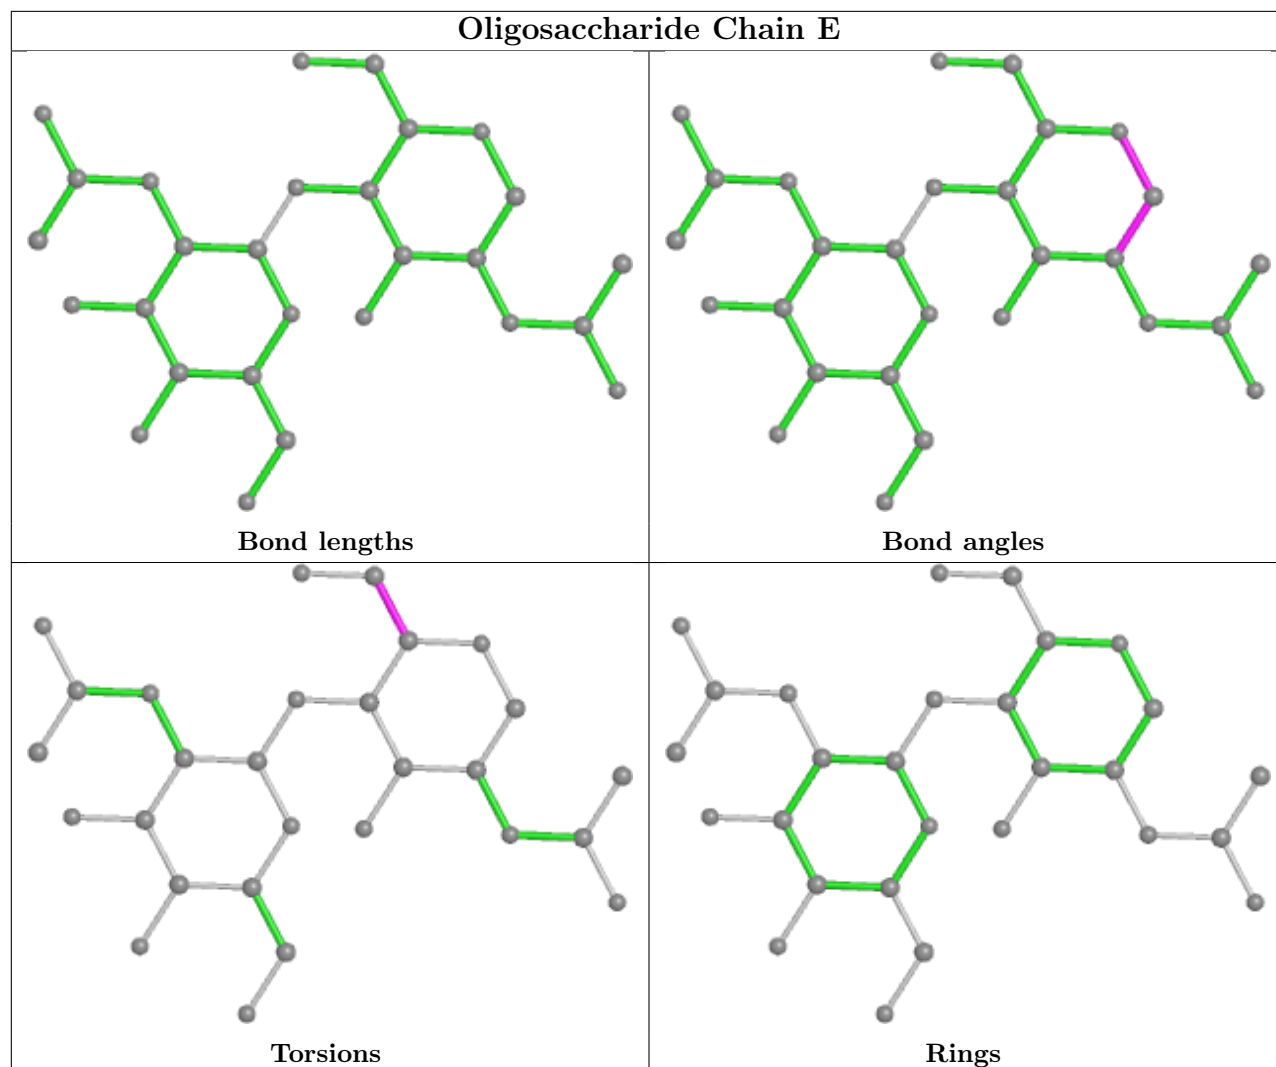 Oligosaccharide Chain E
Bond lengths
Bond angles
Torsions
Rings